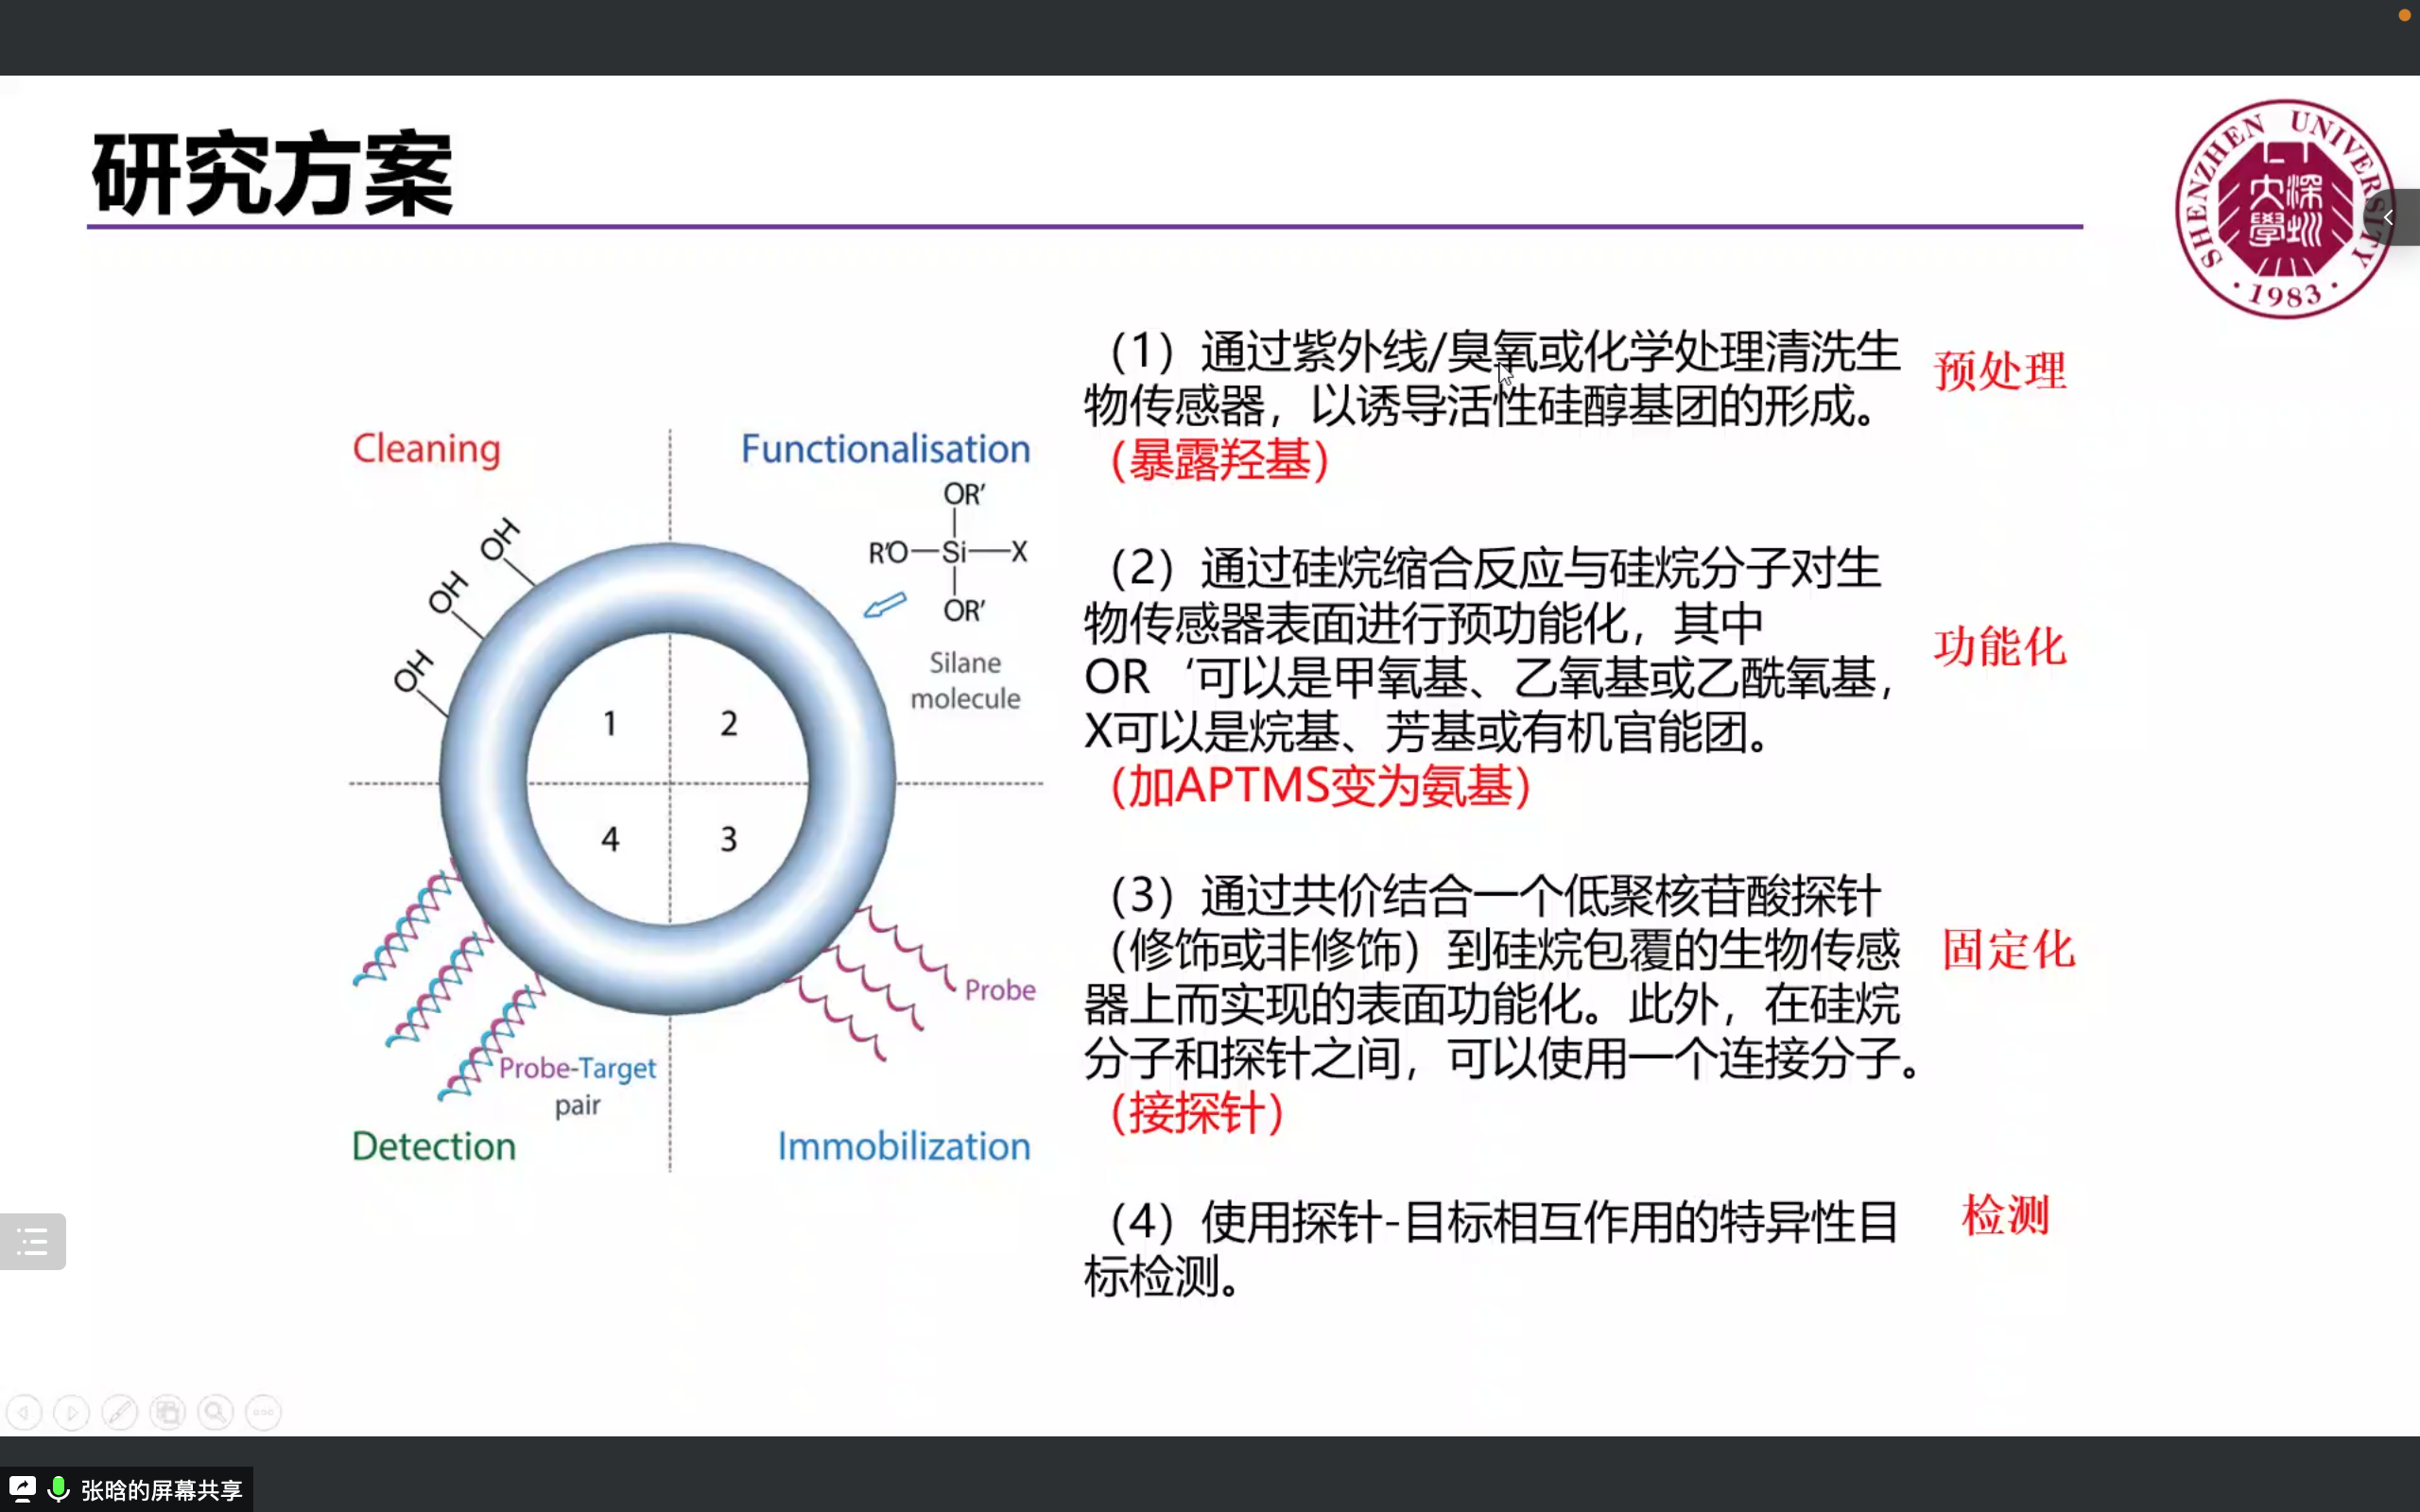 研究方案
SHENZHEN UNIVERSITY
深圳
大學
· 1983 ·
Cleaning
Functionalisation
OH
OH
OH
OR′
R′O—Si—X
OR′
Silane
molecule
1
2
4
3
Probe
Probe-Target
pair
Detection
Immobilization
（1）通过紫外线/臭氧或化学处理清洗生
物传感器，以诱导活性硅醇基团的形成。
（暴露羟基）
预处理
（2）通过硅烷缩合反应与硅烷分子对生
物传感器表面进行预功能化，其中
OR‘可以是甲氧基、乙氧基或乙酰氧基，
X可以是烷基、芳基或有机官能团。
（加APTMS变为氨基）
功能化
（3）通过共价结合一个低聚核苷酸探针
（修饰或非修饰）到硅烷包覆的生物传感
器上而实现的表面功能化。此外，在硅烷
分子和探针之间，可以使用一个连接分子。
（接探针）
固定化
（4）使用探针-目标相互作用的特异性目
标检测。
检测
张晗的屏幕共享